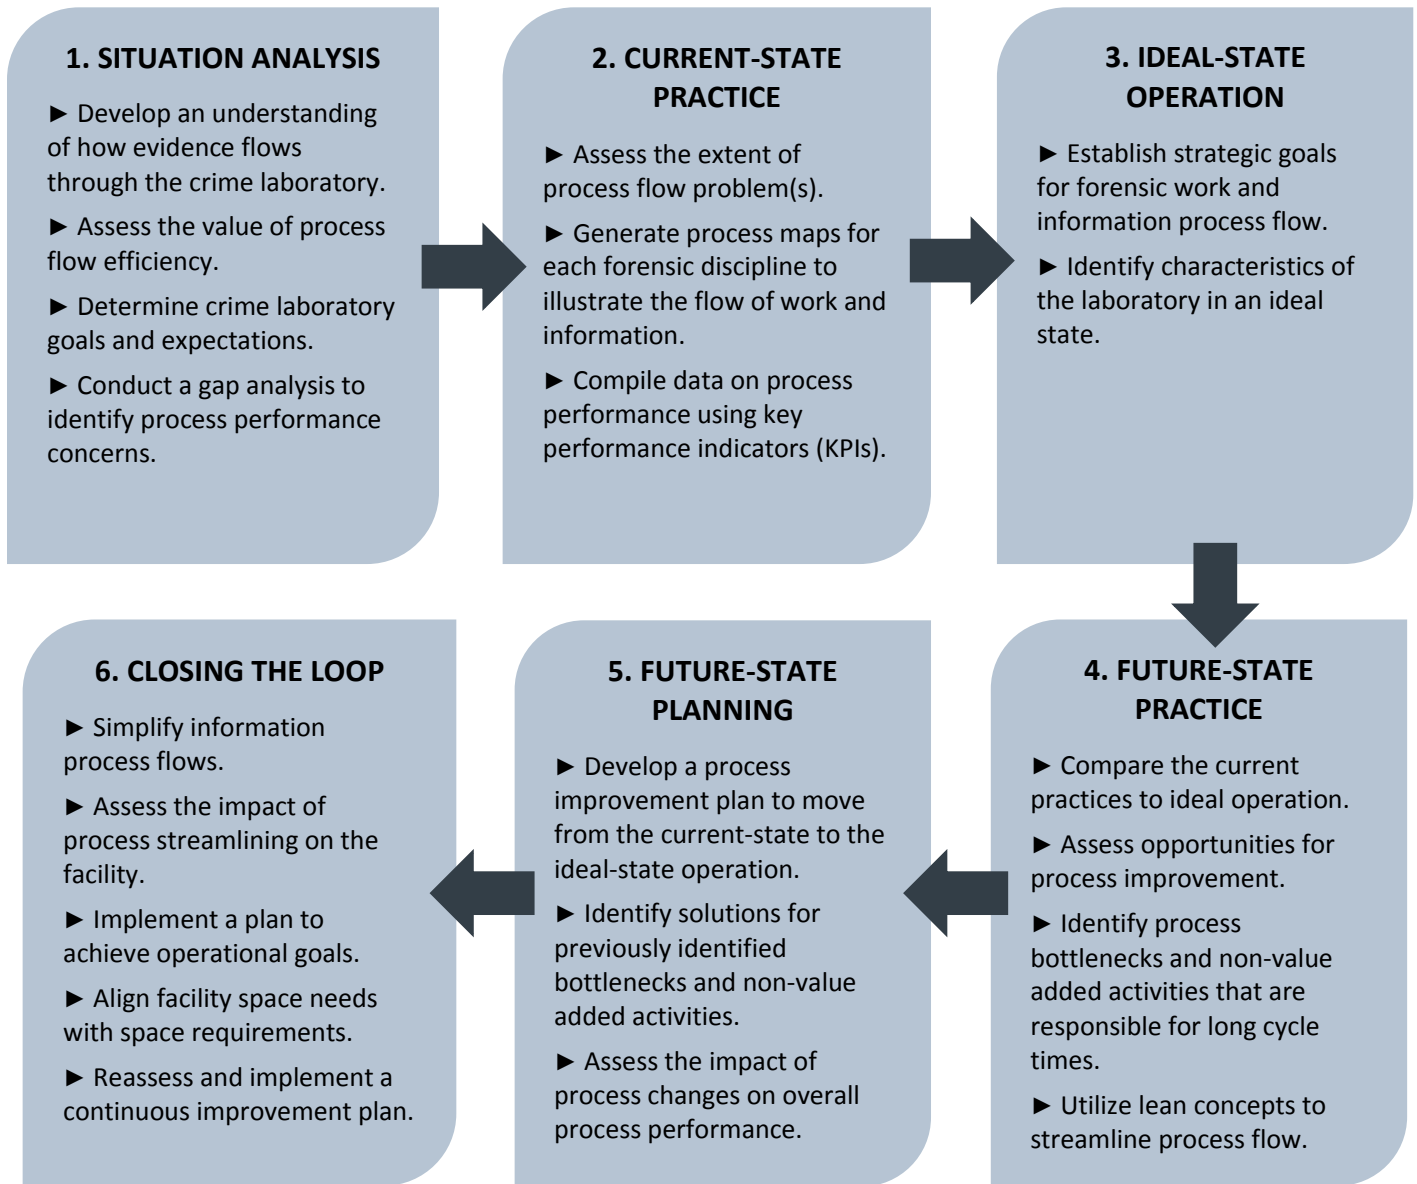 1. SITUATION ANALYSIS
► Develop an understanding
of how evidence flows
through the crime laboratory.
► Assess the value of process
flow efficiency.
► Determine crime laboratory
goals and expectations.
► Conduct a gap analysis to
identify process performance
concerns.
2. CURRENT-STATE
PRACTICE
► Assess the extent of
process flow problem(s).
► Generate process maps for
each forensic discipline to
illustrate the flow of work and
information.
► Compile data on process
performance using key
performance indicators (KPIs).
3. IDEAL-STATE
OPERATION
► Establish strategic goals
for forensic work and
information process flow.
► Identify characteristics of
the laboratory in an ideal
state.
4. FUTURE-STATE
PRACTICE
► Compare the current
practices to ideal operation.
► Assess opportunities for
process improvement.
► Identify process
bottlenecks and non-value
added activities that are
responsible for long cycle
times.
► Utilize lean concepts to
streamline process flow.
5. FUTURE-STATE
PLANNING
► Develop a process
improvement plan to move
from the current-state to the
ideal-state operation.
► Identify solutions for
previously identified
bottlenecks and non-value
added activities.
► Assess the impact of
process changes on overall
process performance.
6. CLOSING THE LOOP
► Simplify information
process flows.
► Assess the impact of
process streamlining on the
facility.
► Implement a plan to
achieve operational goals.
► Align facility space needs
with space requirements.
► Reassess and implement a
continuous improvement plan.